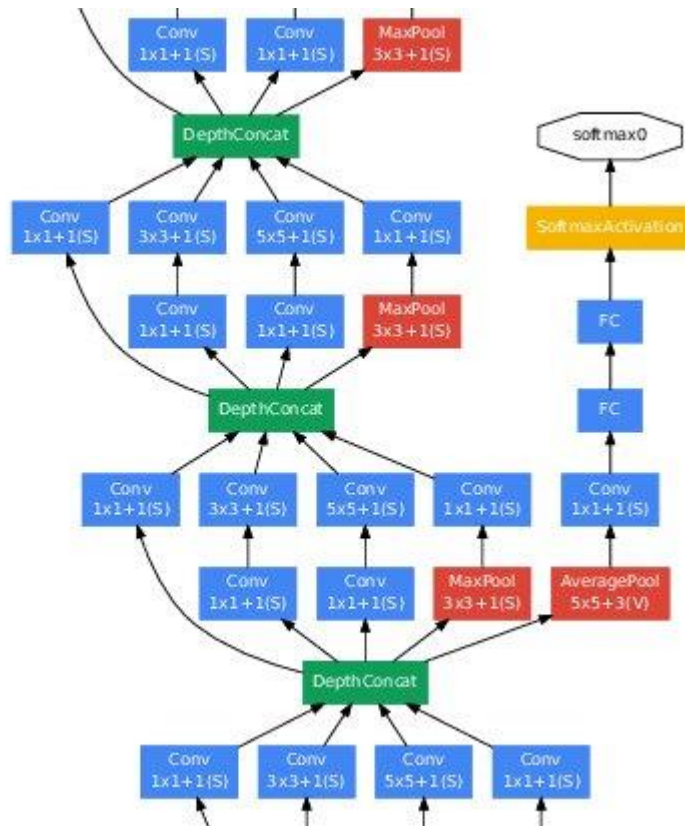 Conv
1x1+1(S)
Conv
1x1+1(S)
MaxPool
3x3+1(S)
DepthConcat
softmax0
Conv
1x1+1(S)
Conv
3x3+1(S)
Conv
5x5+1(S)
Conv
1x1+1(S)
SoftmaxActivation
Conv
1x1+1(S)
Conv
1x1+1(S)
MaxPool
3x3+1(S)
FC
DepthConcat
FC
Conv
1x1+1(S)
Conv
3x3+1(S)
Conv
5x5+1(S)
Conv
1x1+1(S)
Conv
1x1+1(S)
Conv
1x1+1(S)
Conv
1x1+1(S)
MaxPool
3x3+1(S)
AveragePool
5x5+3(V)
DepthConcat
Conv
1x1+1(S)
Conv
3x3+1(S)
Conv
5x5+1(S)
Conv
1x1+1(S)